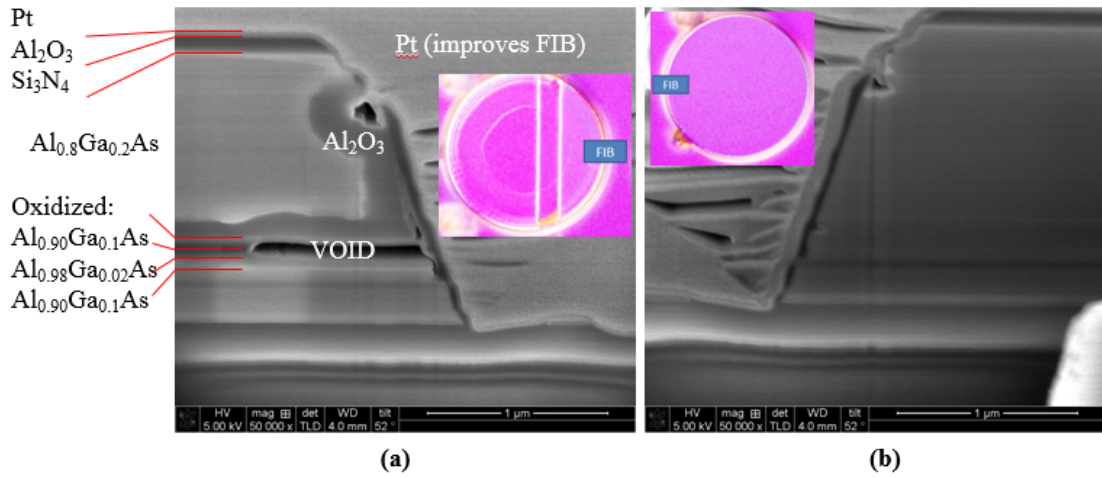 Pt
Al₂O₃
Si₃N₄
Al₀.₈Ga₀.₂As
Oxidized:
Al₀.₉₀Ga₀.₁As
Al₀.₉₈Ga₀.₀₂As
Al₀.₉₀Ga₀.₁As
Pt (improves FIB)
Al₂O₃
VOID
FIB
HV mag det WD tilt
5.00 kV 50 000 x TLD 4.0 mm 52 °
1 µm
(a)
FIB
HV mag det WD tilt
5.00 kV 50 000 x TLD 4.0 mm 52 °
1 µm
(b)